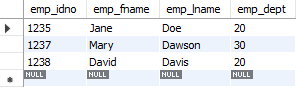 emp_idno emp_fname emp_lname emp_dept
1235 Jane Doe 20
1237 Mary Dawson 30
1238 David Davis 20
NULL NULL NULL NULL